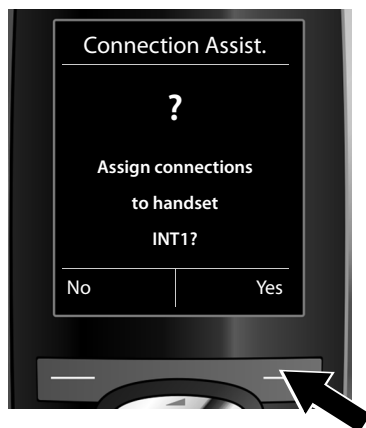 Connection Assist.
?
Assign connections
to handset
INT1?
No Yes